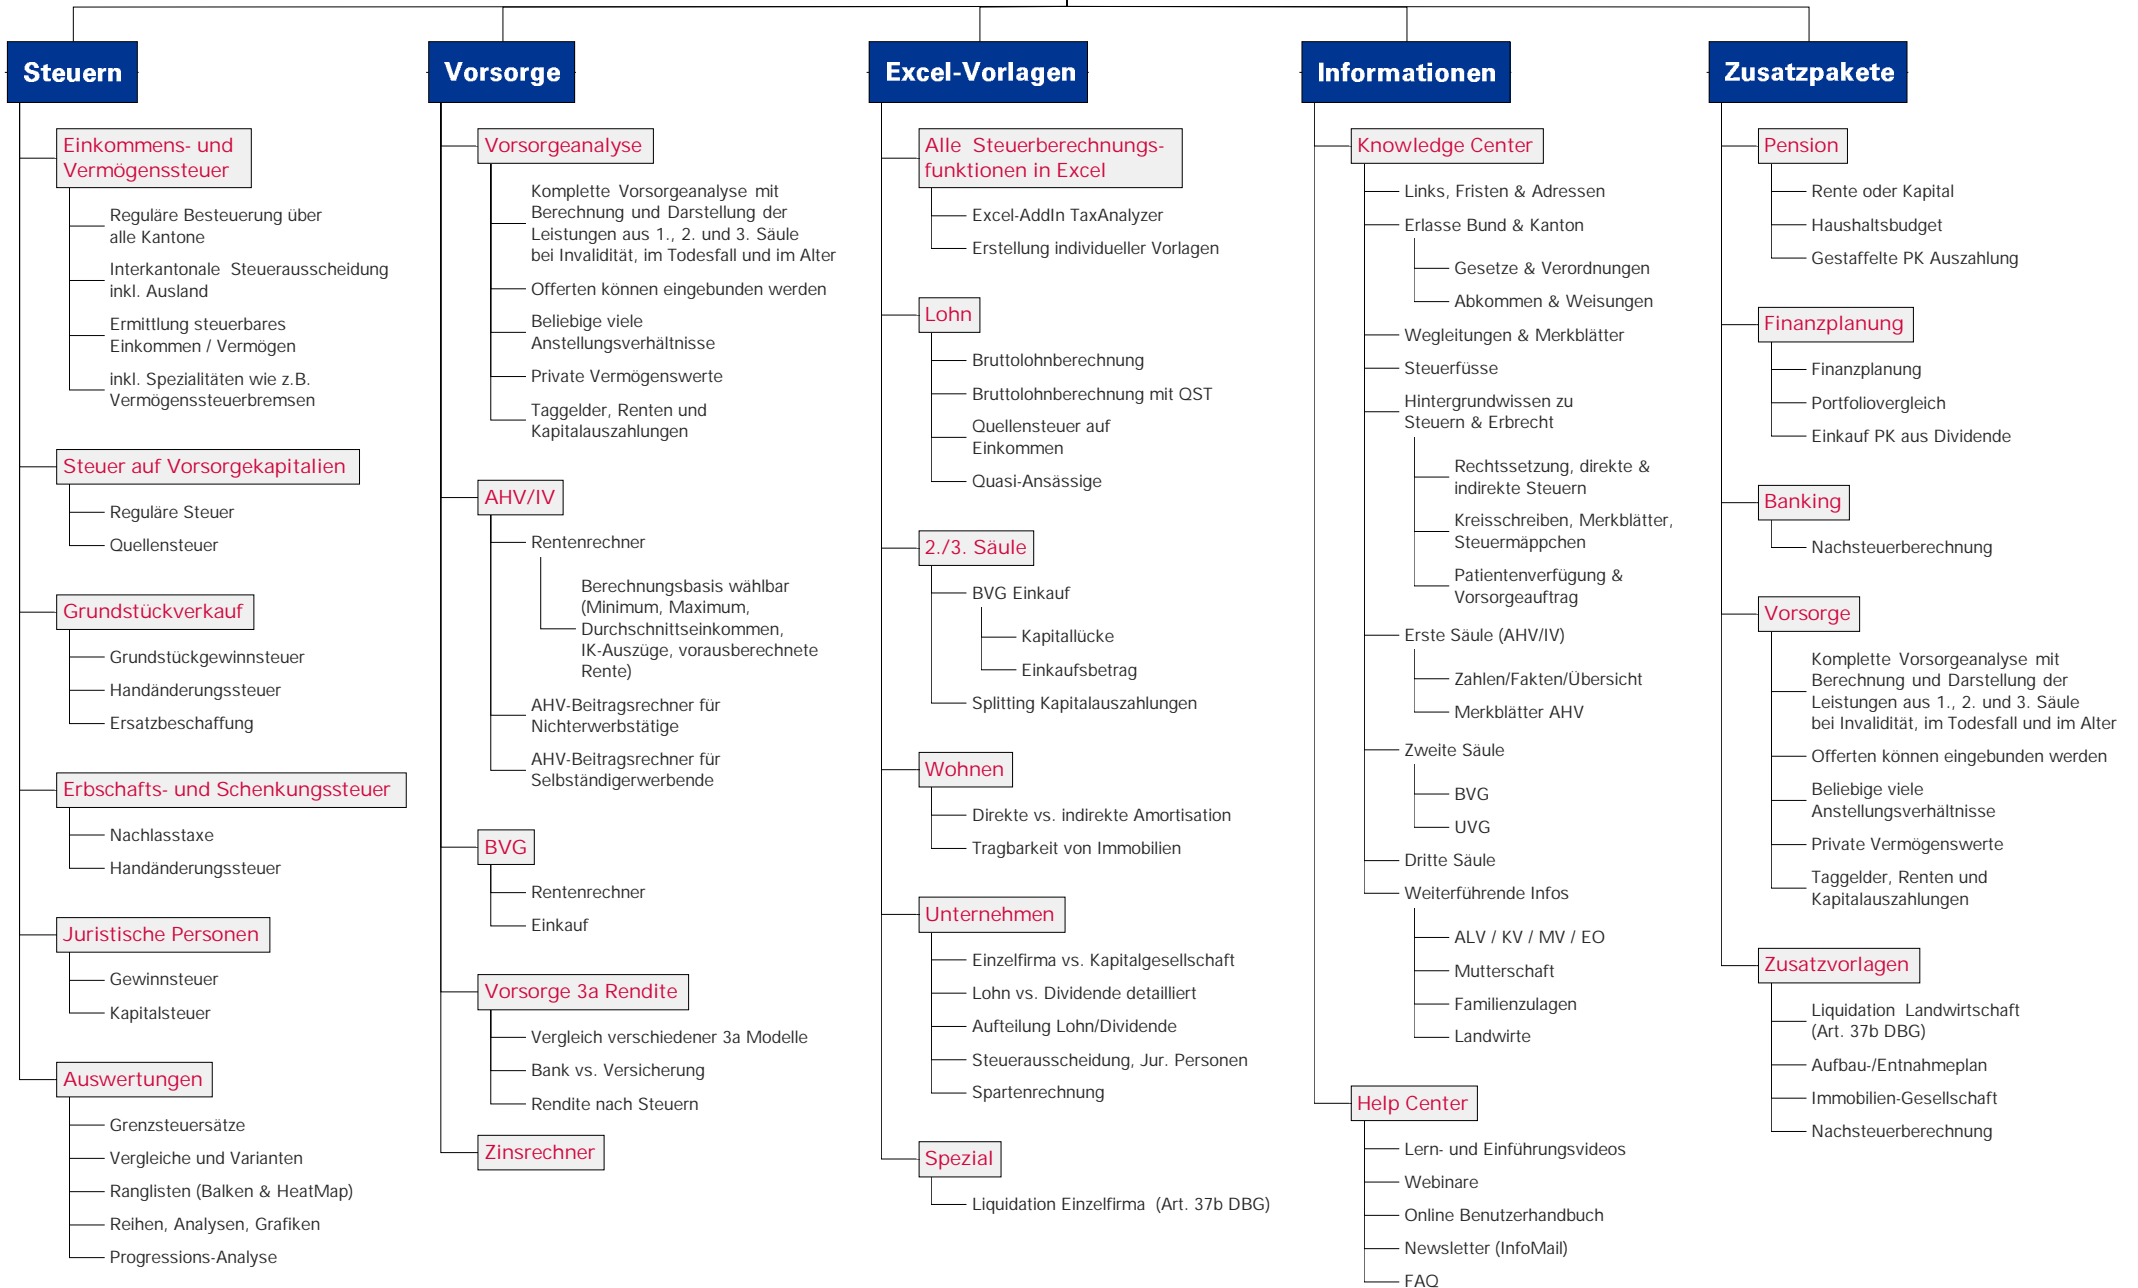 Steuern
Einkommens- und
Vermögenssteuer
Reguläre Besteuerung über
alle Kantone
Interkantonale Steuerausscheidung
inkl. Ausland
Ermittlung steuerbares
Einkommen / Vermögen
inkl. Spezialitäten wie z.B.
Vermögenssteuerbremsen
Steuer auf Vorsorgekapitalien
Reguläre Steuer
Quellensteuer
Grundstückverkauf
Grundstückgewinnsteuer
Handänderungssteuer
Ersatzbeschaffung
Erbschafts- und Schenkungssteuer
Nachlasstaxe
Handänderungssteuer
Juristische Personen
Gewinnsteuer
Kapitalsteuer
Auswertungen
Grenzsteuersätze
Vergleiche und Varianten
Ranglisten (Balken & HeatMap)
Reihen, Analysen, Grafiken
Progressions-Analyse
Vorsorge
Vorsorgeanalyse
Komplette Vorsorgeanalyse mit
Berechnung und Darstellung der
Leistungen aus 1., 2. und 3. Säule
bei Invalidität, im Todesfall und im Alter
Offerten können eingebunden werden
Beliebige viele
Anstellungsverhältnisse
Private Vermögenswerte
Taggelder, Renten und
Kapitalauszahlungen
AHV/IV
Rentenrechner
Berechnungsbasis wählbar
(Minimum, Maximum,
Durchschnittseinkommen,
IK-Auszüge, vorausberechnete
Rente)
AHV-Beitragsrechner für
Nichterwerbstätige
AHV-Beitragsrechner für
Selbständigerwerbende
BVG
Rentenrechner
Einkauf
Vorsorge 3a Rendite
Vergleich verschiedener 3a Modelle
Bank vs. Versicherung
Rendite nach Steuern
Zinsrechner
Excel-Vorlagen
Alle Steuerberechnungs-
funktionen in Excel
Excel-AddIn TaxAnalyzer
Erstellung individueller Vorlagen
Lohn
Bruttolohnberechnung
Bruttolohnberechnung mit QST
Quellensteuer auf
Einkommen
Quasi-Ansässige
2./3. Säule
BVG Einkauf
Kapitallücke
Einkaufsbetrag
Splitting Kapitalauszahlungen
Wohnen
Direkte vs. indirekte Amortisation
Tragbarkeit von Immobilien
Unternehmen
Einzelfirma vs. Kapitalgesellschaft
Lohn vs. Dividende detailliert
Aufteilung Lohn/Dividende
Steuerausscheidung, Jur. Personen
Spartenrechnung
Spezial
Liquidation Einzelfirma (Art. 37b DBG)
Informationen
Knowledge Center
Links, Fristen & Adressen
Erlasse Bund & Kanton
Gesetze & Verordnungen
Abkommen & Weisungen
Wegleitungen & Merkblätter
Steuerfüsse
Hintergrundwissen zu
Steuern & Erbrecht
Rechtssetzung, direkte &
indirekte Steuern
Kreisschreiben, Merkblätter,
Steuermäppchen
Patientenverfügung &
Vorsorgeauftrag
Erste Säule (AHV/IV)
Zahlen/Fakten/Übersicht
Merkblätter AHV
Zweite Säule
BVG
UVG
Dritte Säule
Weiterführende Infos
ALV / KV / MV / EO
Mutterschaft
Familienzulagen
Landwirte
Help Center
Lern- und Einführungsvideos
Webinare
Online Benutzerhandbuch
Newsletter (InfoMail)
FAQ
Zusatzpakete
Pension
Rente oder Kapital
Haushaltsbudget
Gestaffelte PK Auszahlung
Finanzplanung
Finanzplanung
Portfoliovergleich
Einkauf PK aus Dividende
Banking
Nachsteuerberechnung
Vorsorge
Komplette Vorsorgeanalyse mit
Berechnung und Darstellung der
Leistungen aus 1., 2. und 3. Säule
bei Invalidität, im Todesfall und im Alter
Offerten können eingebunden werden
Beliebige viele
Anstellungsverhältnisse
Private Vermögenswerte
Taggelder, Renten und
Kapitalauszahlungen
Zusatzvorlagen
Liquidation Landwirtschaft
(Art. 37b DBG)
Aufbau-/Entnahmeplan
Immobilien-Gesellschaft
Nachsteuerberechnung